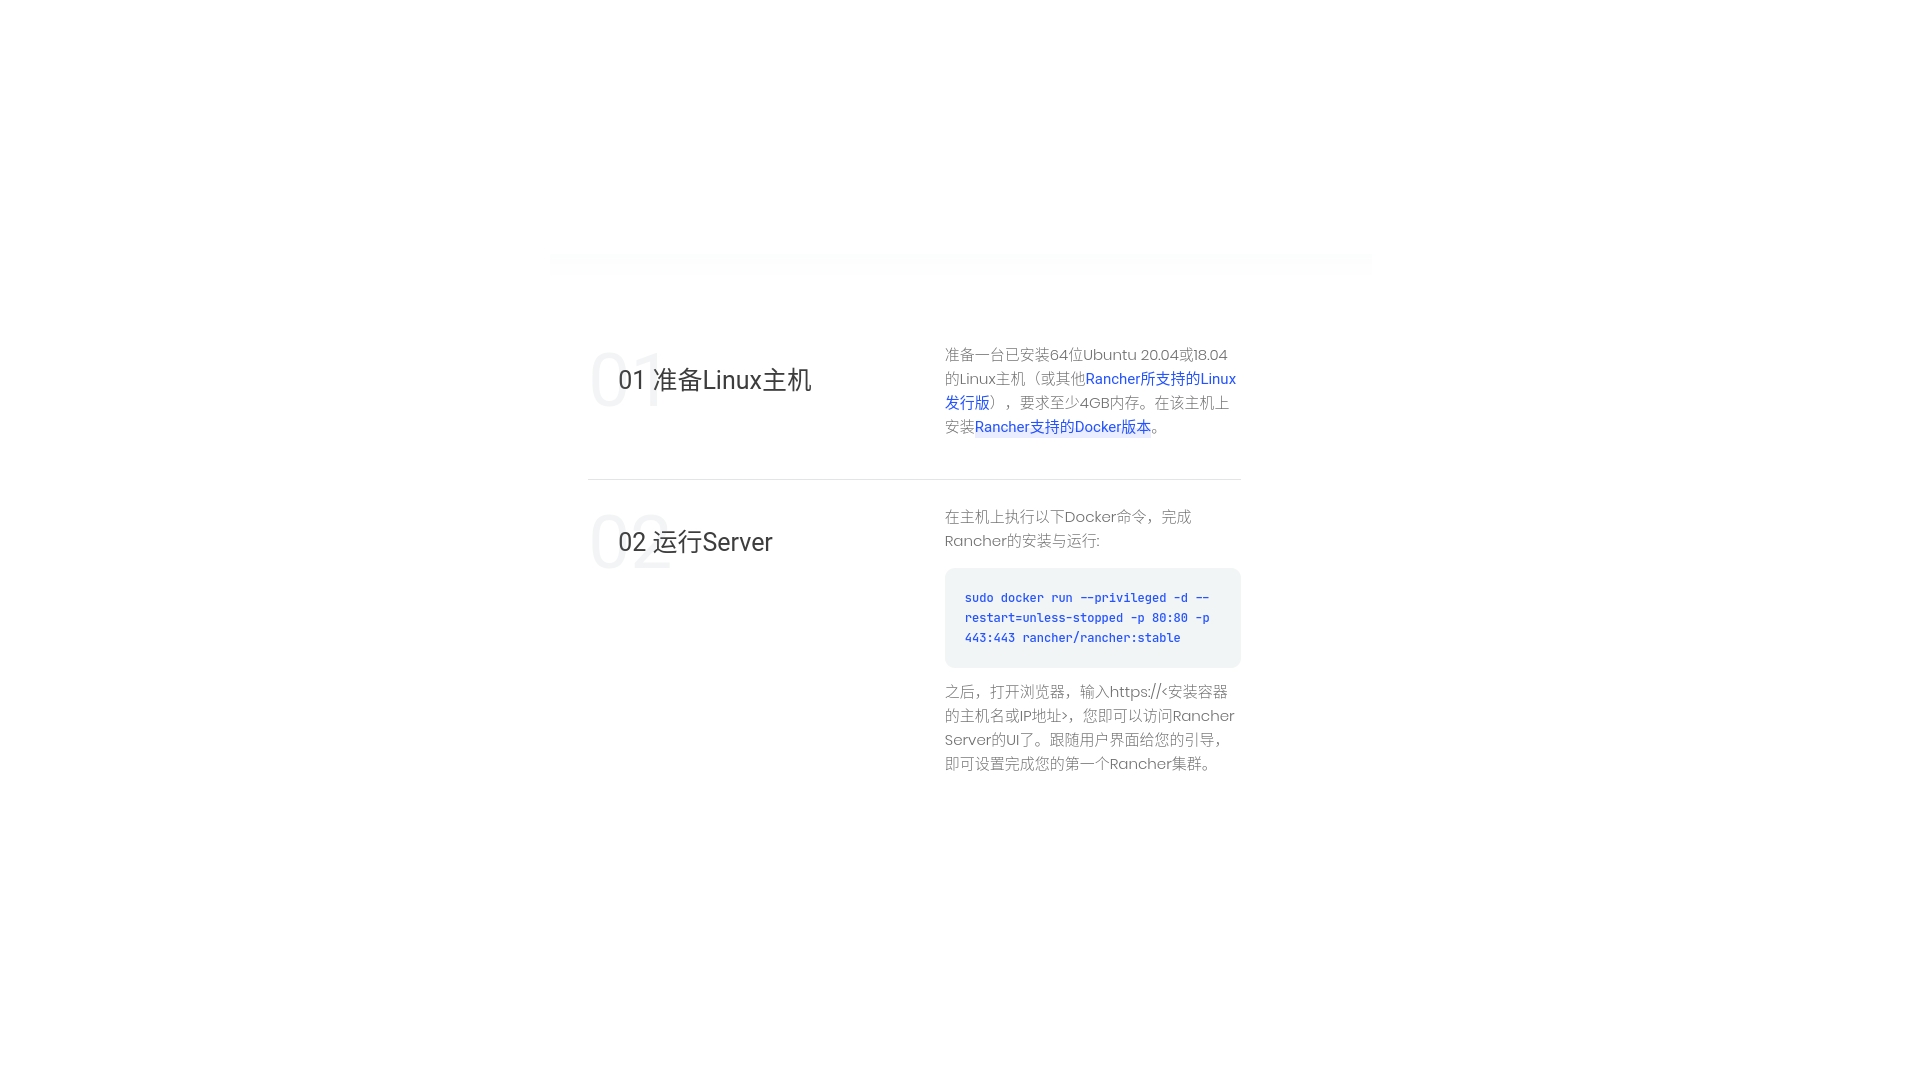 01
01 准备Linux主机
准备一台已安装64位Ubuntu 20.04或18.04
的Linux主机（或其他Rancher所支持的Linux
发行版），要求至少4GB内存。在该主机上
安装Rancher支持的Docker版本。
02
02 运行Server
在主机上执行以下Docker命令，完成
Rancher的安装与运行:
sudo docker run --privileged -d --
restart=unless-stopped -p 80:80 -p
443:443 rancher/rancher:stable
之后，打开浏览器，输入https://<安装容器
的主机名或IP地址>，您即可以访问Rancher
Server的UI了。跟随用户界面给您的引导，
即可设置完成您的第一个Rancher集群。